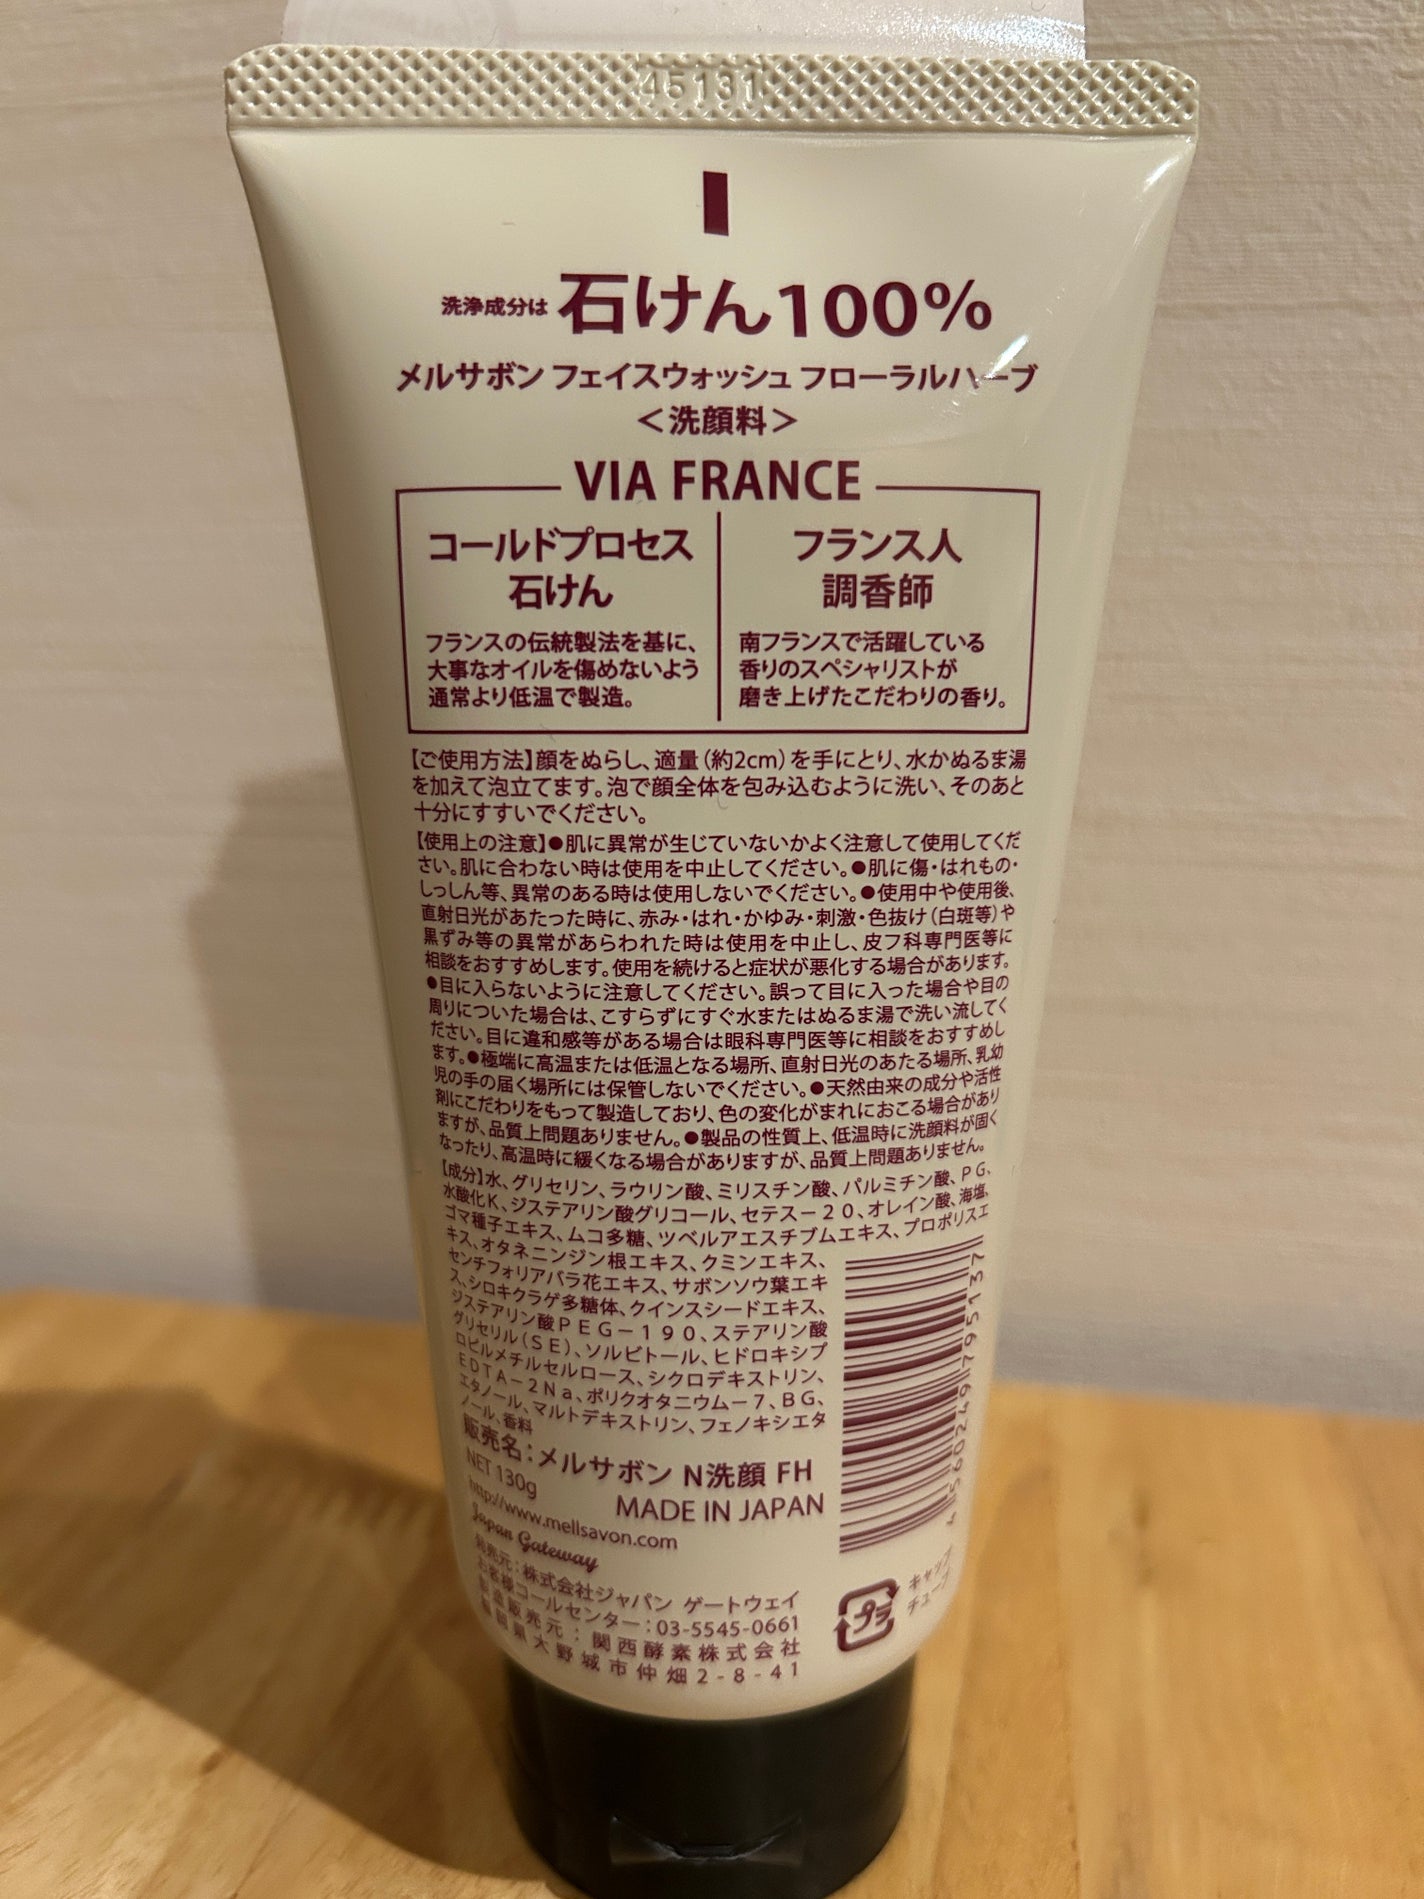 45131
洗浄成分は 石けん100%
メルサボン フェイスウォッシュ フローラルハーブ
＜洗顔料＞
VIA FRANCE
コールドプロセス
石けん
フランスの伝統製法を基に、
大事なオイルを傷めないよう
通常より低温で製造。
フランス人
調香師
南フランスで活躍している
香りのスペシャリストが
磨き上げたこだわりの香り。
【ご使用方法】顔をぬらし、適量（約2cm）を手にとり、水かぬるま湯
を加えて泡立てます。泡で顔全体を包み込むように洗い、そのあと
十分にすすいでください。
【使用上の注意】●肌に異常が生じていないかよく注意して使用してくだ
さい。肌に合わない時は使用を中止してください。●肌に傷・はれもの・
しっしん等、異常のある時は使用しないでください。●使用中や使用後、
直射日光があたった時に、赤み・はれ・かゆみ・刺激・色抜け（白斑等）や
黒ずみ等の異常があらわれた時は使用を中止し、皮フ科専門医等に
相談をおすすめします。使用を続けると症状が悪化する場合があります。
●目に入らないように注意してください。誤って目に入った場合や目の
周りについた場合は、こすらずにすぐ水またはぬるま湯で洗い流してく
ださい。目に違和感等がある場合は眼科専門医等に相談をおすすめし
ます。●極端に高温または低温となる場所、直射日光のあたる場所、乳幼
児の手の届く場所には保管しないでください。●天然由来の成分や活性
剤にこだわりをもって製造しており、色の変化がまれにおこる場合があり
ますが、品質上問題ありません。●製品の性質上、低温時に洗顔料が固く
なったり、高温時に緩くなる場合がありますが、品質上問題ありません。
【成分】水、グリセリン、ラウリン酸、ミリスチン酸、パルミチン酸、ＰＧ、
水酸化Ｋ、ジステアリン酸グリコール、セテス－２０、オレイン酸、海塩、
ゴマ種子エキス、ムコ多糖、ツベルアエスチブムエキス、プロポリスエ
キス、オタネニンジン根エキス、クミンエキス、
センチフォリアバラ花エキス、サボンソウ葉エキ
ス、シロキクラゲ多糖体、クインスシードエキス、
ジステアリン酸ＰＥＧ－１９０、ステアリン酸
グリセリル（ＳＥ）、ソルビトール、ヒドロキシプ
ロピルメチルセルロース、シクロデキストリン、
ＥＤＴＡ－２Ｎａ、ポリクオタニウム－７、ＢＧ、
エタノール、マルトデキストリン、フェノキシエタ
ノール、香料
販売名：メルサボン N洗顔 FH
NET 130g
MADE IN JAPAN
http://www.mellsavon.com
Japan Gateway
発売元：株式会社ジャパン ゲートウェイ
お客様コールセンター：03-5545-0661
製造販売元：関西酵素株式会社
福岡県大野城市仲畑2-8-41
4 560249 795137
プラ
キャップ
チューブ